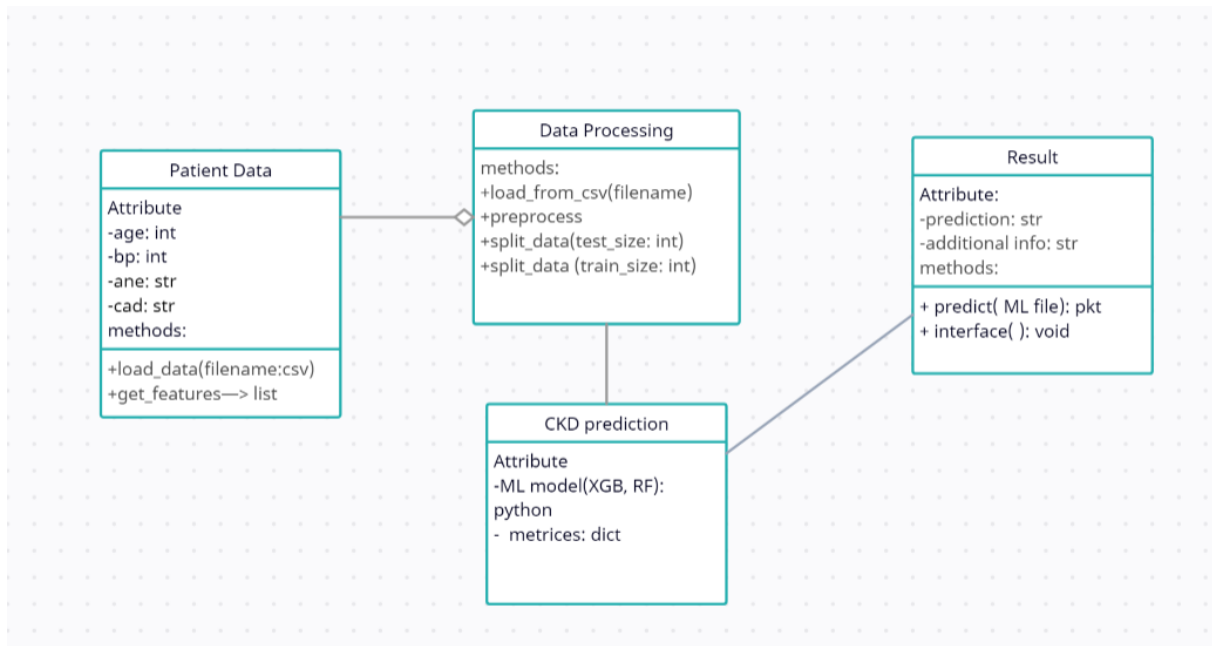 Patient Data
Attribute
-age: int
-bp: int
-ane: str
-cad: str
methods:
+load_data(filename:csv)
+get_features—> list
Data Processing
methods:
+load_from_csv(filename)
+preprocess
+split_data(test_size: int)
+split_data (train_size: int)
CKD prediction
Attribute
-ML model(XGB, RF):
python
- metrices: dict
Result
Attribute:
-prediction: str
-additional info: str
methods:
+ predict( ML file): pkt
+ interface( ): void